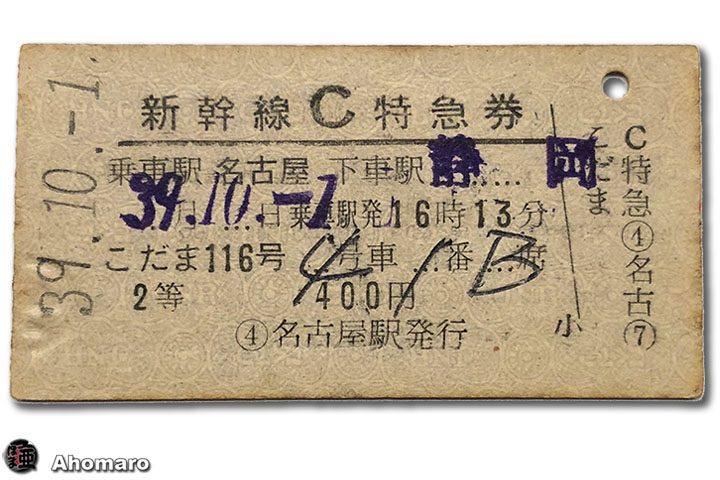 39.10.-1.
新幹線C特急券
乗車駅 名古屋 下車駅 静岡
39.10.-1
...月...日乗車駅発16時13分
こだま116号 4号車...1番...B席
2等 400円
④名古屋駅発行
小
C特急④名古⑦
こだま
Ahomaro